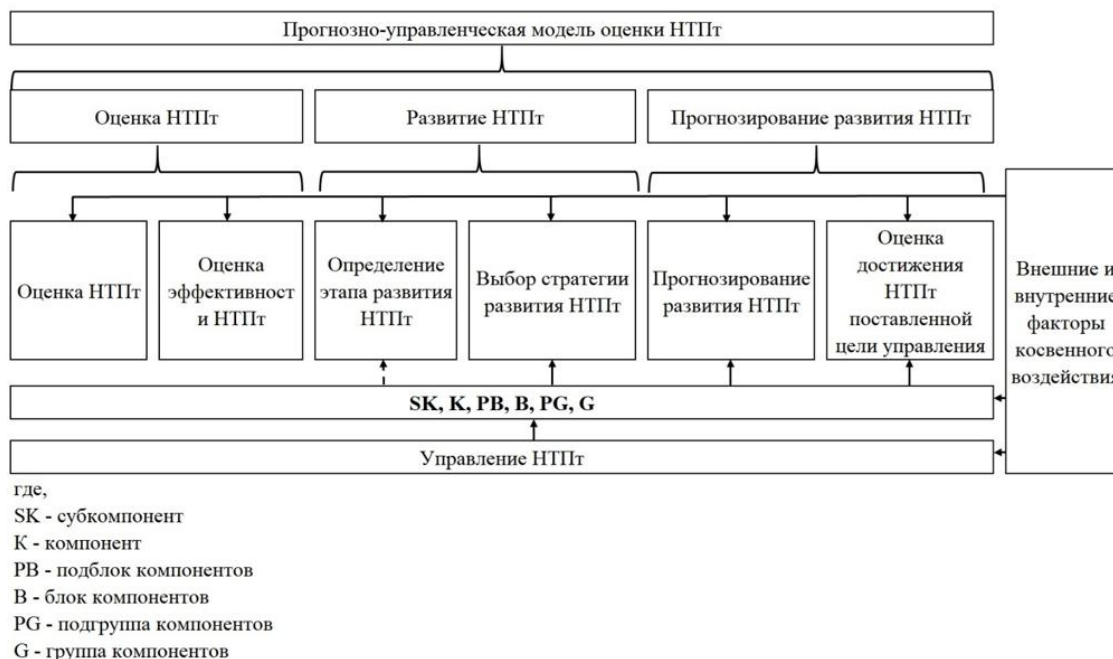 Прогнозно-управленческая модель оценки НТПт
Оценка НТПт
Развитие НТПт
Прогнозирование развития НТПт
Оценка НТПт
Оценка
эффективност
и НТПт
Определение
этапа развития
НТПт
Выбор стратегии
развития НТПт
Прогнозирование
развития НТПт
Оценка
достижения
НТПт
поставленной
цели управления
Внешние и
внутренние
факторы
косвенного
воздействия
SK, K, PB, B, PG, G
Управление НТПт
где,
SK - субкомпонент
К - компонент
PB - подблок компонентов
B - блок компонентов
PG - подгруппа компонентов
G - группа компонентов